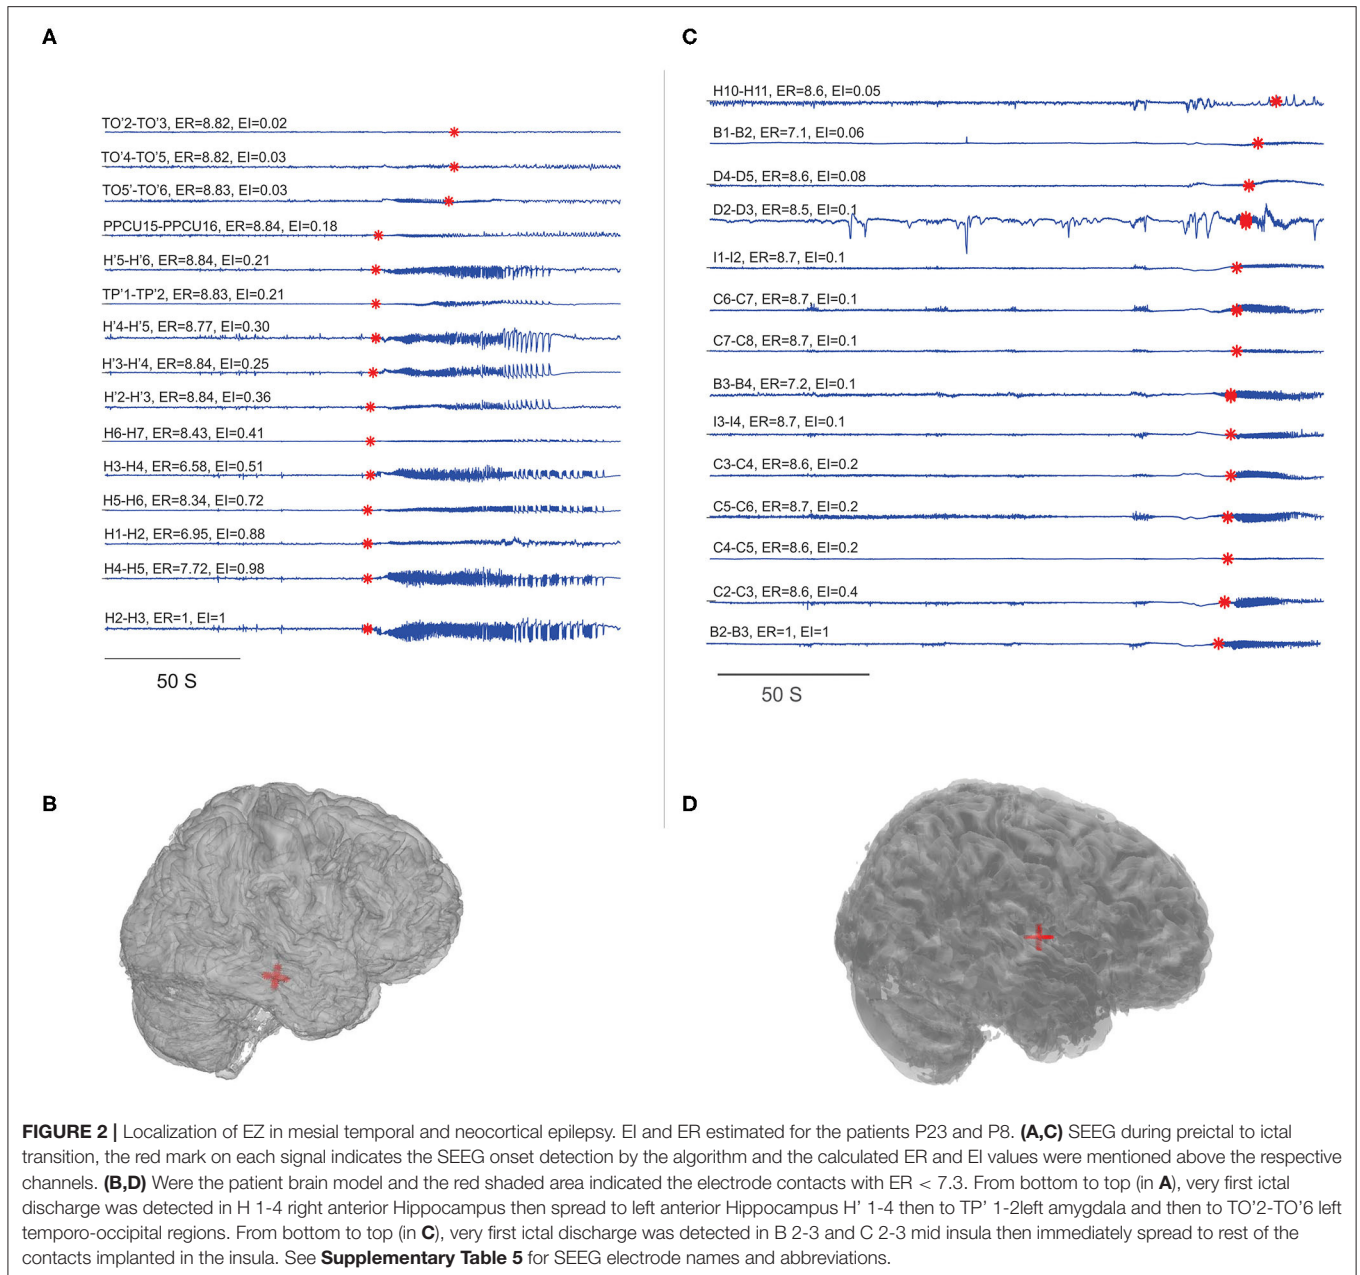 A
TO'2-TO'3, ER=8.82, EI=0.02
TO'4-TO'5, ER=8.82, EI=0.03
TO5'-TO'6, ER=8.83, EI=0.03
PPCU15-PPCU16, ER=8.84, EI=0.18
H'5-H'6, ER=8.84, EI=0.21
TP'1-TP'2, ER=8.83, EI=0.21
H'4-H'5, ER=8.77, EI=0.30
H'3-H'4, ER=8.84, EI=0.25
H'2-H'3, ER=8.84, EI=0.36
H6-H7, ER=8.43, EI=0.41
H3-H4, ER=6.58, EI=0.51
H5-H6, ER=8.34, EI=0.72
H1-H2, ER=6.95, EI=0.88
H4-H5, ER=7.72, EI=0.98
H2-H3, ER=1, EI=1
50 S
C
H10-H11, ER=8.6, EI=0.05
B1-B2, ER=7.1, EI=0.06
D4-D5, ER=8.6, EI=0.08
D2-D3, ER=8.5, EI=0.1
I1-I2, ER=8.7, EI=0.1
C6-C7, ER=8.7, EI=0.1
C7-C8, ER=8.7, EI=0.1
B3-B4, ER=7.2, EI=0.1
I3-I4, ER=8.7, EI=0.1
C3-C4, ER=8.6, EI=0.2
C5-C6, ER=8.7, EI=0.2
C4-C5, ER=8.6, EI=0.2
C2-C3, ER=8.6, EI=0.4
B2-B3, ER=1, EI=1
50 S
B
D
FIGURE 2 | Localization of EZ in mesial temporal and neocortical epilepsy. EI and ER estimated for the patients P23 and P8. (A,C) SEEG during preictal to ictal
transition, the red mark on each signal indicates the SEEG onset detection by the algorithm and the calculated ER and EI values were mentioned above the respective
channels. (B,D) Were the patient brain model and the red shaded area indicated the electrode contacts with ER < 7.3. From bottom to top (in A), very first ictal
discharge was detected in H 1-4 right anterior Hippocampus then spread to left anterior Hippocampus H' 1-4 then to TP' 1-2left amygdala and then to TO'2-TO'6 left
temporo-occipital regions. From bottom to top (in C), very first ictal discharge was detected in B 2-3 and C 2-3 mid insula then immediately spread to rest of the
contacts implanted in the insula. See Supplementary Table 5 for SEEG electrode names and abbreviations.